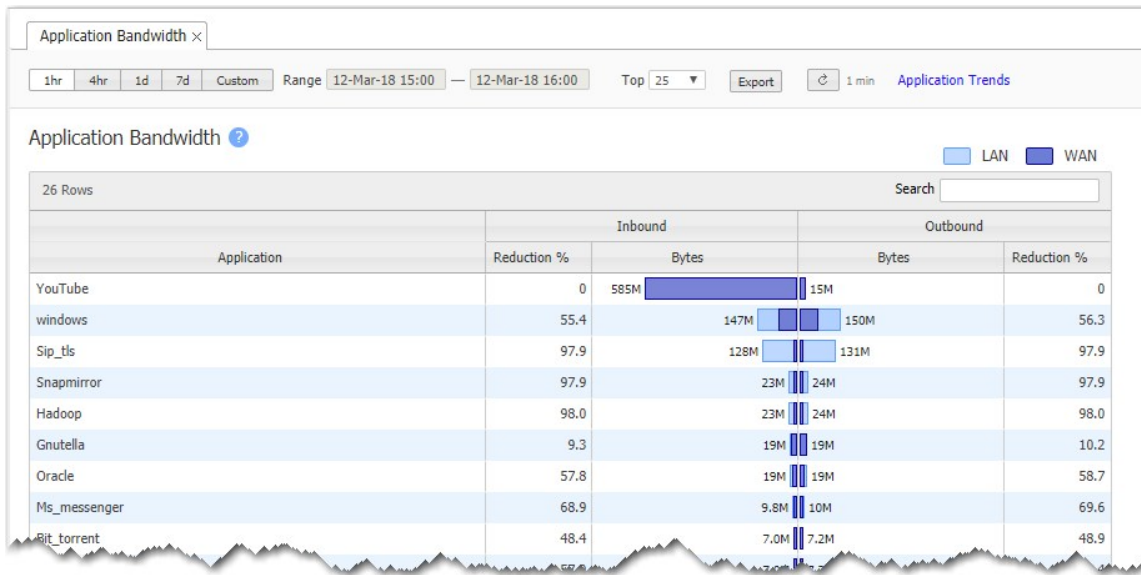 Application Bandwidth ×
1hr 4hr 1d 7d Custom Range 12-Mar-18 15:00 — 12-Mar-18 16:00 Top 25 ▼ Export 1 min Application Trends
Application Bandwidth ?
LAN WAN
26 Rows Search
Inbound Outbound
Application Reduction % Bytes Bytes Reduction %
YouTube 0 585M 15M 0
windows 55.4 147M 150M 56.3
Sip_tls 97.9 128M 131M 97.9
Snapmirror 97.9 23M 24M 97.9
Hadoop 98.0 23M 24M 98.0
Gnutella 9.3 19M 19M 10.2
Oracle 57.8 19M 19M 58.7
Ms_messenger 68.9 9.8M 10M 69.6
Bit_torrent 48.4 7.0M 7.2M 48.9